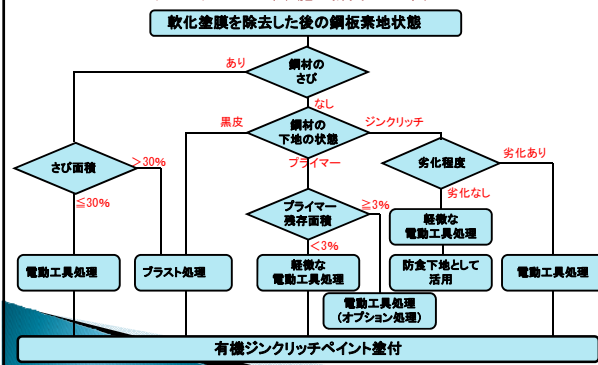 軟化塗膜を除去した後の鋼板素地状態
あり
鋼材の
さび
なし
黒皮
鋼材の
下地の状態
ジンクリッチ
プライマー
さび面積
>30%
≦30%
劣化程度
劣化あり
劣化なし
プライマー
残存面積
≧3%
<3%
軽微な
電動工具処理
電動工具処理
ブラスト処理
軽微な
電動工具処理
防食下地として
活用
電動工具処理
電動工具処理
(オプション処理)
有機ジンクリッチペイント塗付